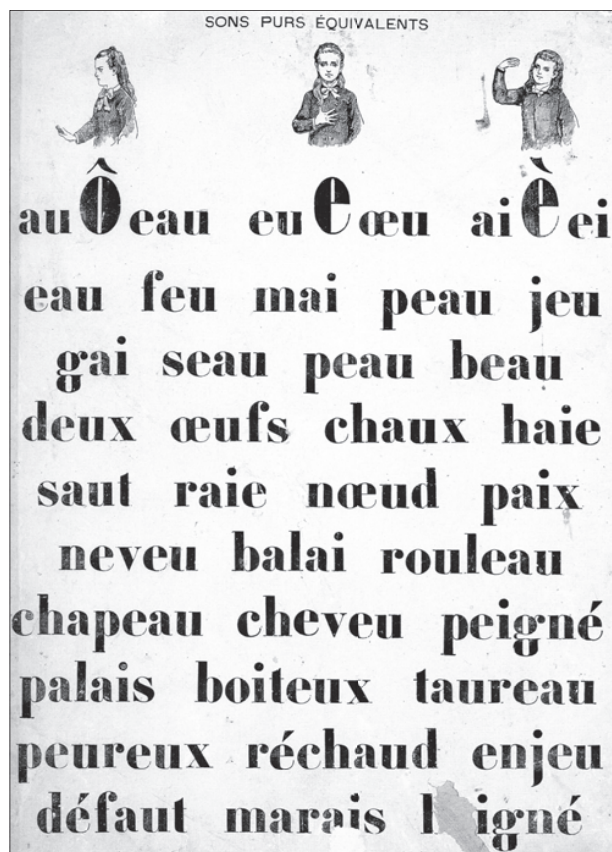 SONS PURS ÉQUIVALENTS
au ô eau eu e œu ai è ei
eau feu mai peau jeu
gai seau peau beau
deux œufs chaux haie
saut raie nœud paix
neveu balai rouleau
chapeau cheveu peigné
palais boiteux taureau
peureux réchaud enjeu
défaut marais